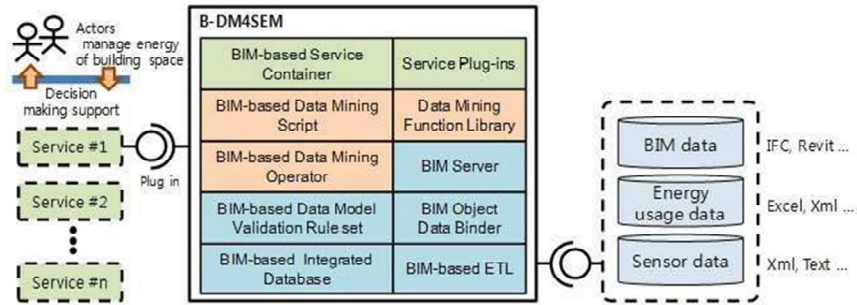 B-DM4SEM
Actors
manage energy
of building space
Decision
making support
Service #1
Plug in
Service #2
Service #n
BIM-based Service
Container
Service Plug-ins
BIM-based Data Mining
Script
Data Mining
Function Library
BIM-based Data Mining
Operator
BIM Server
BIM-based Data Model
Validation Rule set
BIM Object
Data Binder
BIM-based Integrated
Database
BIM-based ETL
BIM data
IFC, Revit ...
Energy
usage data
Excel, Xml ...
Sensor data
Xml, Text ...